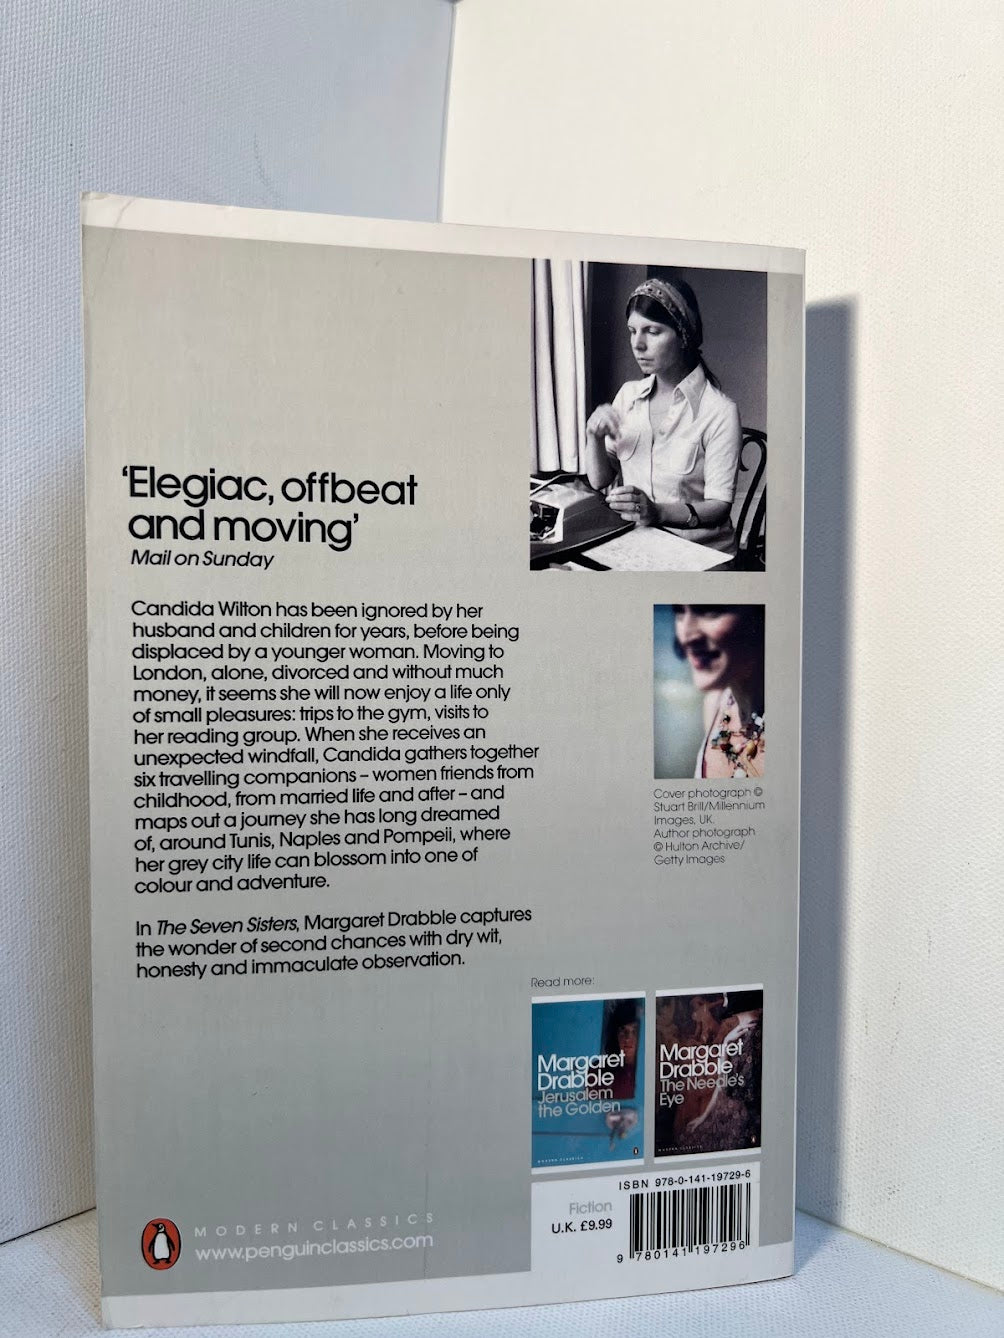 ‘Elegiac, offbeat
and moving’
Mail on Sunday
Candida Wilton has been ignored by her
husband and children for years, before being
displaced by a younger woman. Moving to
London, alone, divorced and without much
money, it seems she will now enjoy a life only
of small pleasures: trips to the gym, visits to
her reading group. When she receives an
unexpected windfall, Candida gathers together
six travelling companions – women friends from
childhood, from married life and after – and
maps out a journey she has long dreamed
of, around Tunis, Naples and Pompeii, where
her grey city life can blossom into one of
colour and adventure.
In The Seven Sisters, Margaret Drabble captures
the wonder of second chances with dry wit,
honesty and immaculate observation.
Cover photograph ©
Stuart Brill/Millennium
Images, UK.
Author photograph
© Hulton Archive/
Getty Images
Read more:
Margaret
Drabble
Jerusalem
the Golden
MODERN CLASSICS
Margaret
Drabble
The Needle's
Eye
MODERN CLASSICS
ISBN 978-0-141-19729-6
Fiction
U.K. £9.99
9 780141 197296
MODERN CLASSICS
www.penguinclassics.com